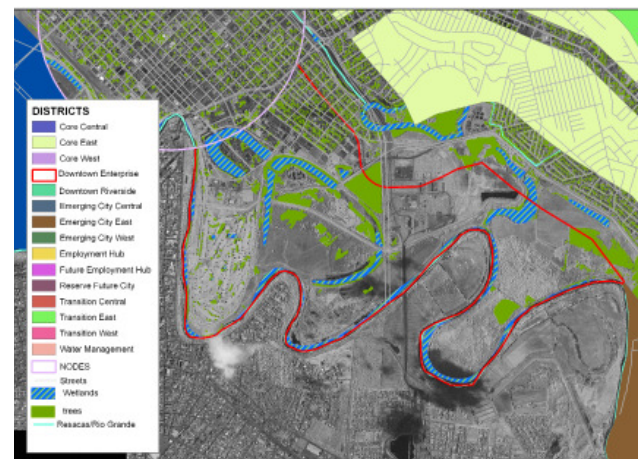 DISTRICTS
Core Central
Core East
Core West
Downtown Enterprise
Downtown Riverside
Emerging City Central
Emerging City East
Emerging City West
Employment Hub
Future Employment Hub
Reserve Future City
Transition Central
Transition East
Transition West
Water Management
NODES
Streets
Wetlands
trees
Resacas/Rio Grande